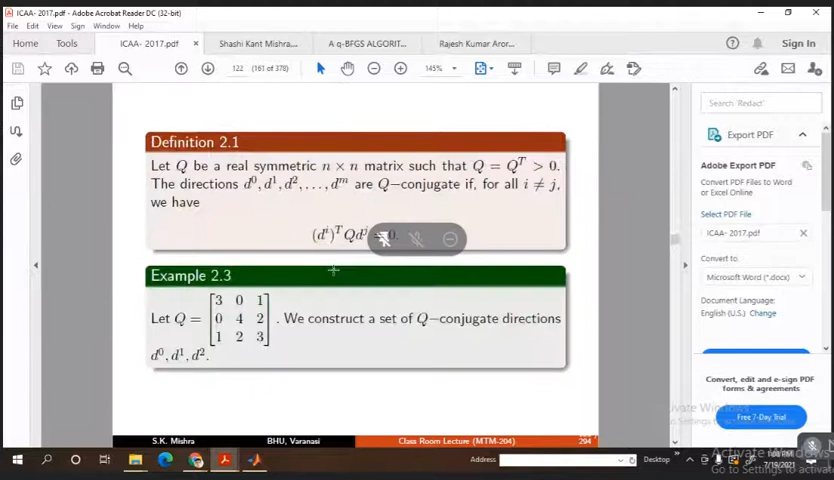 ICAA- 2017.pdf - Adobe Acrobat Reader DC (32-bit)
File Edit View Sign Window Help
Home Tools ICAA- 2017.pdf × Shashi Kant Mishra,... A q-BFGS ALGORIT... Rajesh Kumar Aror... Sign In
122 (161 of 378) 145%
Definition 2.1
Let Q be a real symmetric n × n matrix such that Q = Q^T > 0.
The directions d^0, d^1, d^2, . . . , d^m are Q−conjugate if, for all i ≠ j,
we have
(d^i)^T Qd^j = 0.
Example 2.3
Let Q = [3 0 1
0 4 2
1 2 3] . We construct a set of Q−conjugate directions
d^0, d^1, d^2.
S.K. Mishra BHU, Varanasi Class Room Lecture (MTM-204) 294
Search 'Redact'
Export PDF
Adobe Export PDF
Convert PDF Files to Word
or Excel Online
Select PDF File
ICAA- 2017.pdf ×
Convert to
Microsoft Word (*.docx)
Document Language:
English (U.S.) Change
Convert, edit and e-sign PDF
forms & agreements
Free 7-Day Trial
Activate Windows
Go to Settings to activate
Address Desktop
7/19/2021